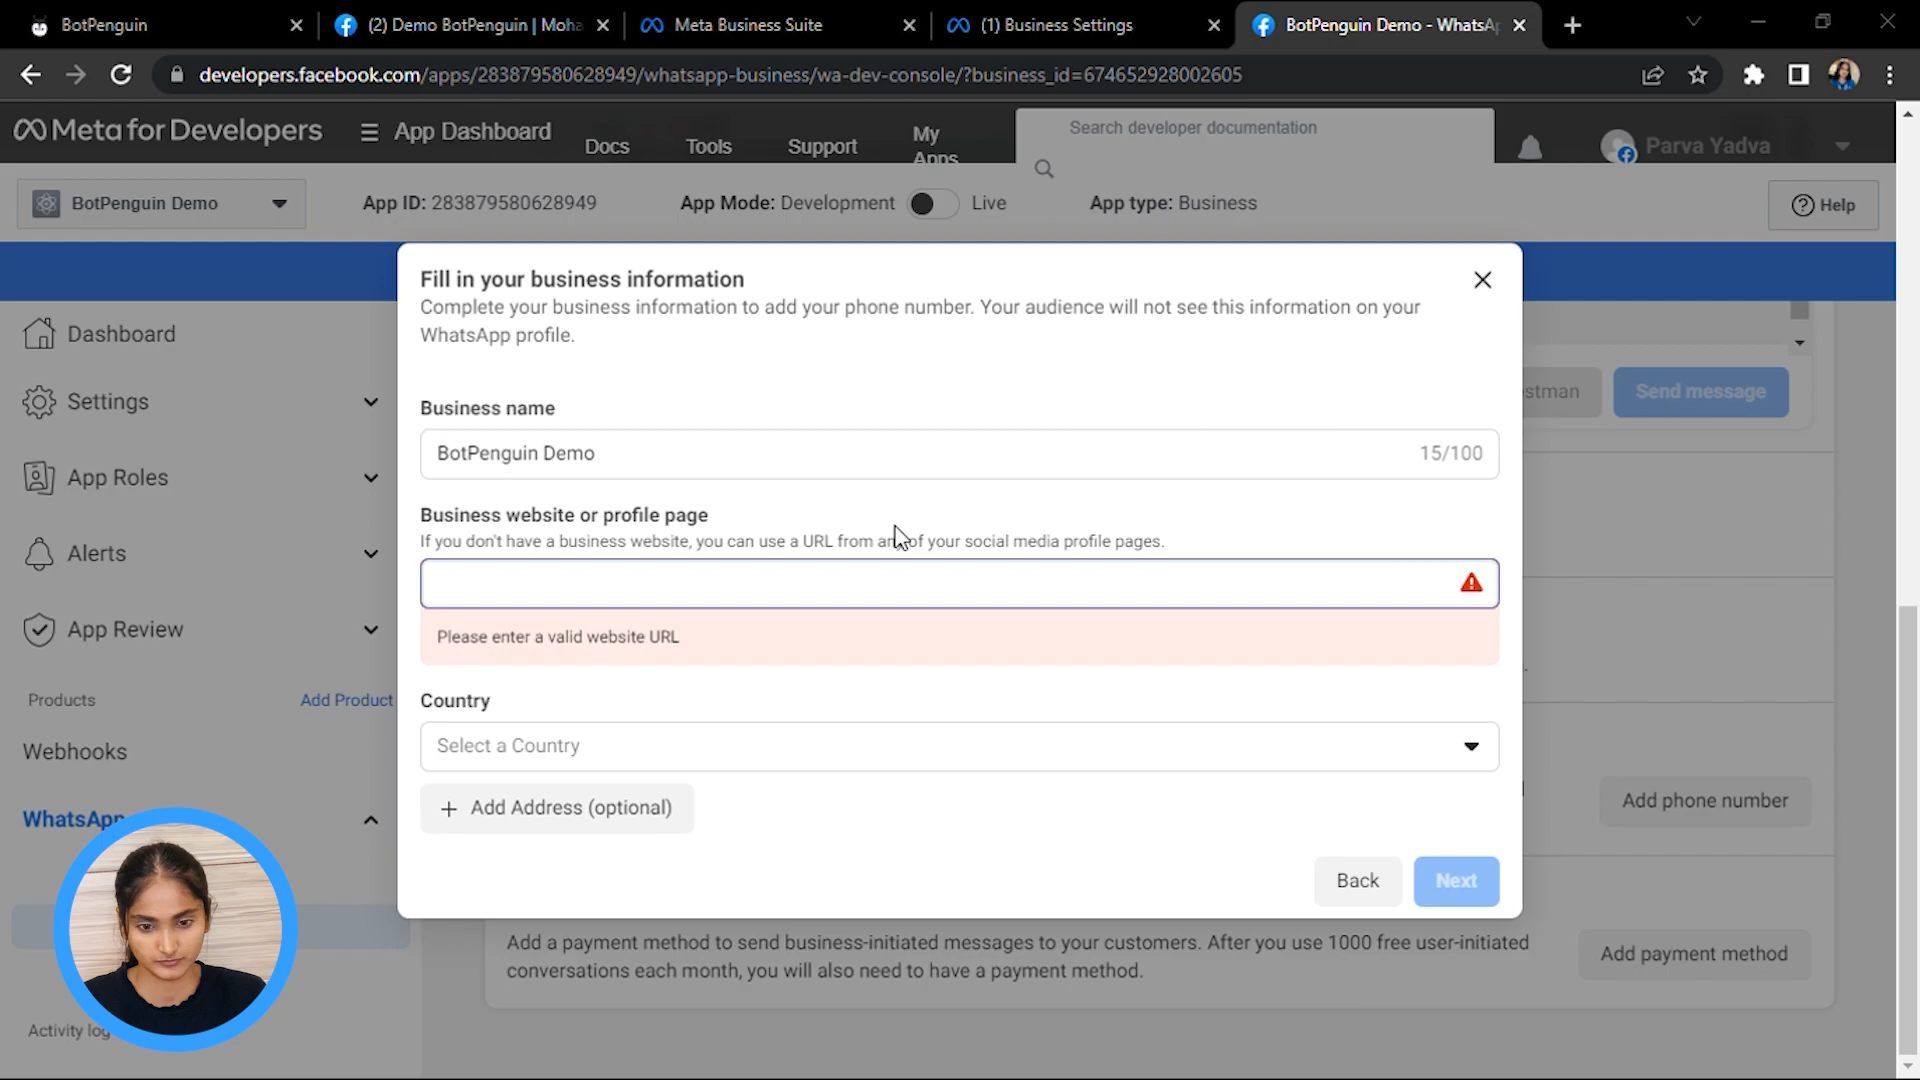 BotPenguin
(2) Demo BotPenguin | Moha
Meta Business Suite
(1) Business Settings
BotPenguin Demo - WhatsAp
developers.facebook.com/apps/283879580628949/whatsapp-business/wa-dev-console/?business_id=674652928002605
Meta for Developers
App Dashboard
Docs
Tools
Support
My Apps
Search developer documentation
Parva Yadva
BotPenguin Demo
App ID: 283879580628949
App Mode: Development
Live
App type: Business
Help
Fill in your business information
Complete your business information to add your phone number. Your audience will not see this information on your
WhatsApp profile.
Dashboard
Settings
stman
Send message
Business name
BotPenguin Demo
15/100
App Roles
Business website or profile page
If you don't have a business website, you can use a URL from any of your social media profile pages.
Alerts
App Review
Please enter a valid website URL
Products
Add Product
Country
Webhooks
Select a Country
Add Address (optional)
Add phone number
WhatsApp
Back
Next
Add a payment method to send business-initiated messages to your customers. After you use 1000 free user-initiated
conversations each month, you will also need to have a payment method.
Add payment method
Activity log